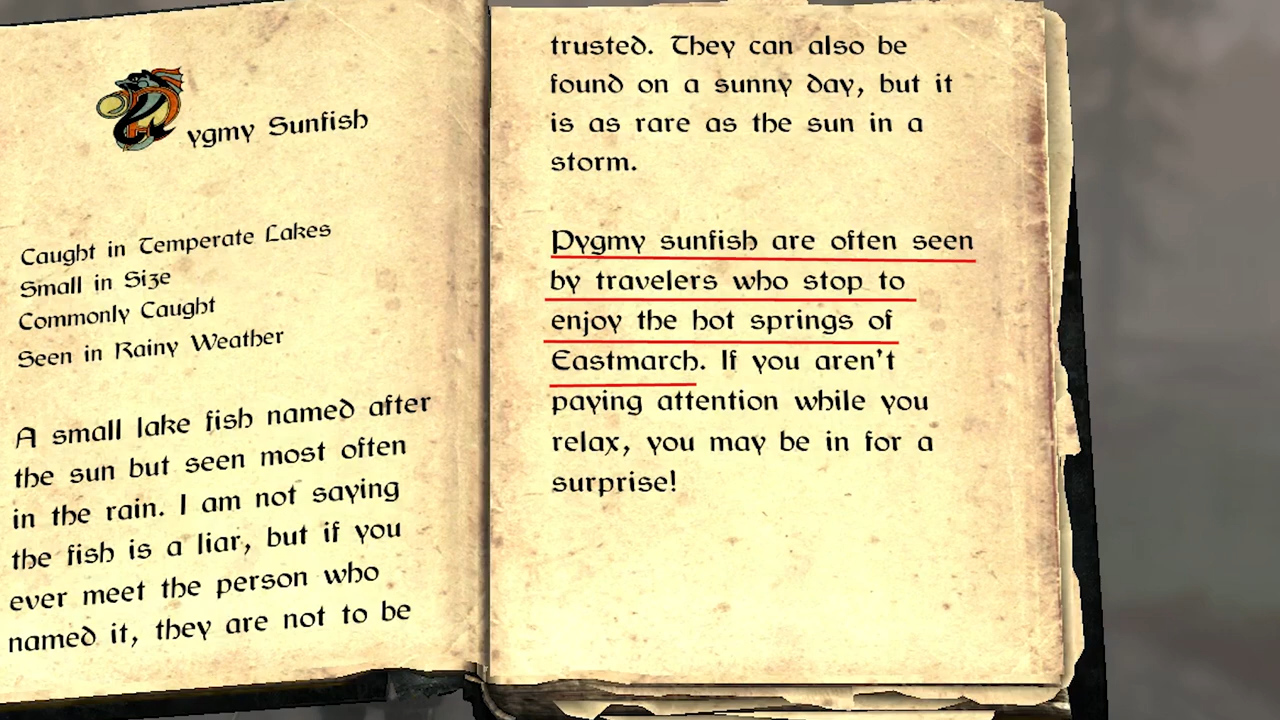 Pygmy Sunfish
Caught in Temperate Lakes
Small in Size
Commonly Caught
Seen in Rainy Weather
A small lake fish named after
the sun but seen most often
in the rain. I am not saying
the fish is a liar, but if you
ever meet the person who
named it, they are not to be
trusted. They can also be
found on a sunny day, but it
is as rare as the sun in a
storm.
Pygmy sunfish are often seen
by travelers who stop to
enjoy the hot springs of
Eastmarch. If you aren't
paying attention while you
relax, you may be in for a
surprise!